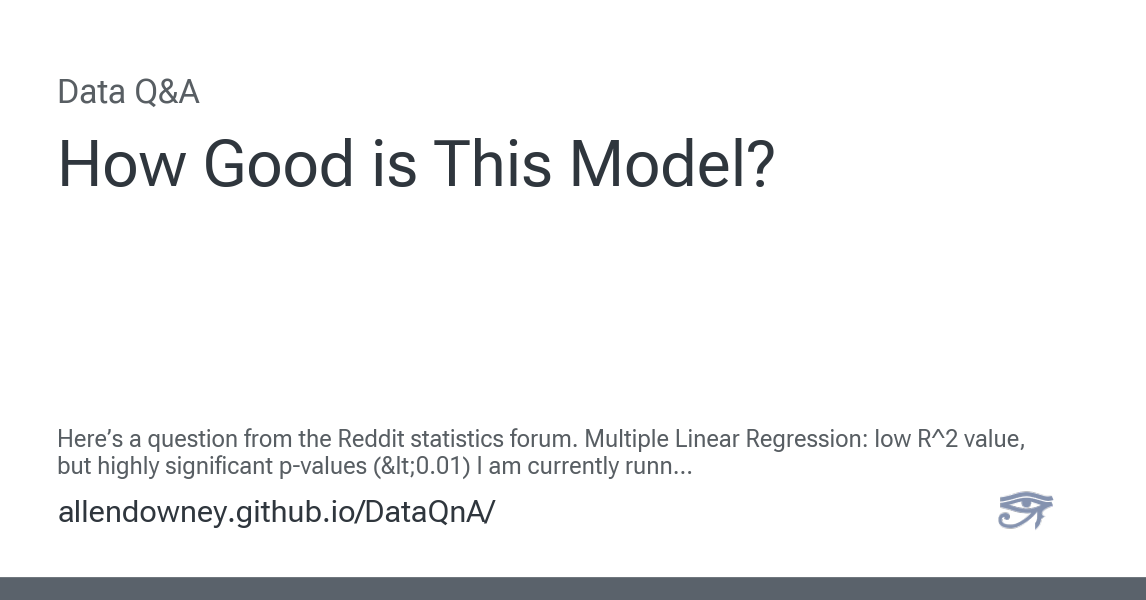 Data Q&A
How Good is This Model?
Here’s a question from the Reddit statistics forum. Multiple Linear Regression: low R^2 value,
but highly significant p-values (&lt;0.01) I am currently runn...
allendowney.github.io/DataQnA/